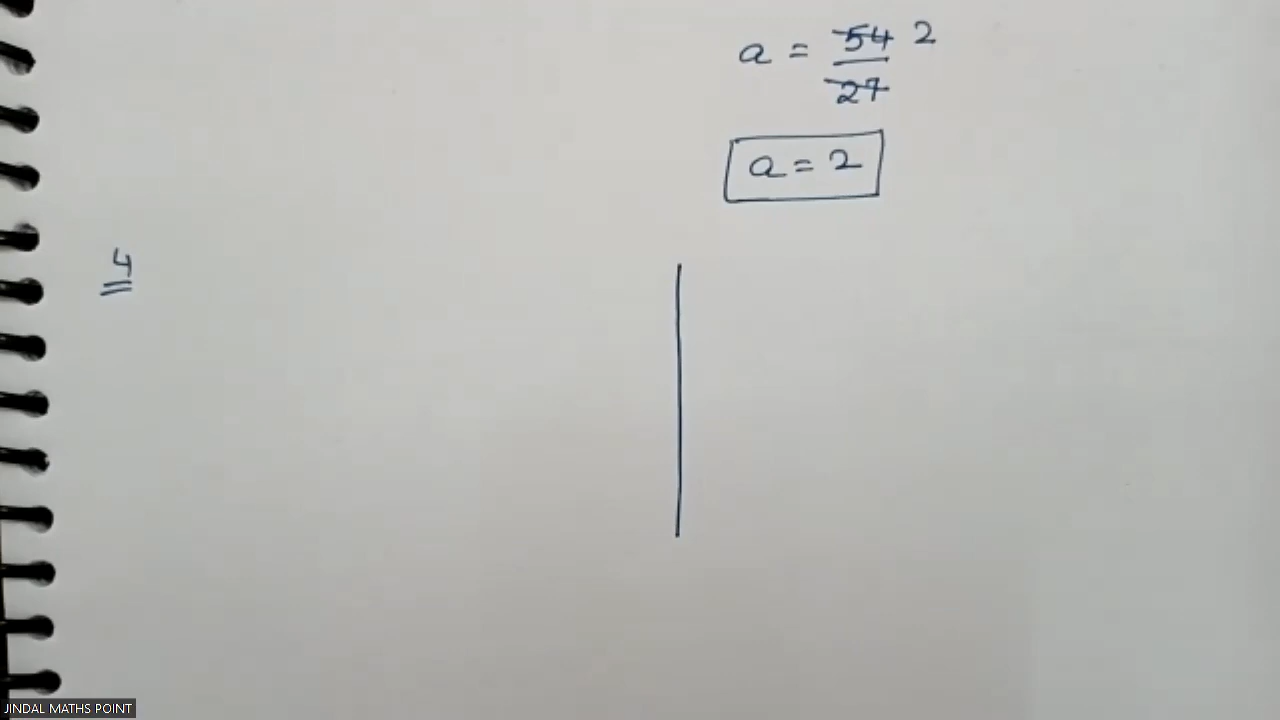 a = 54/27 2
a = 2
4
JINDAL MATHS POINT